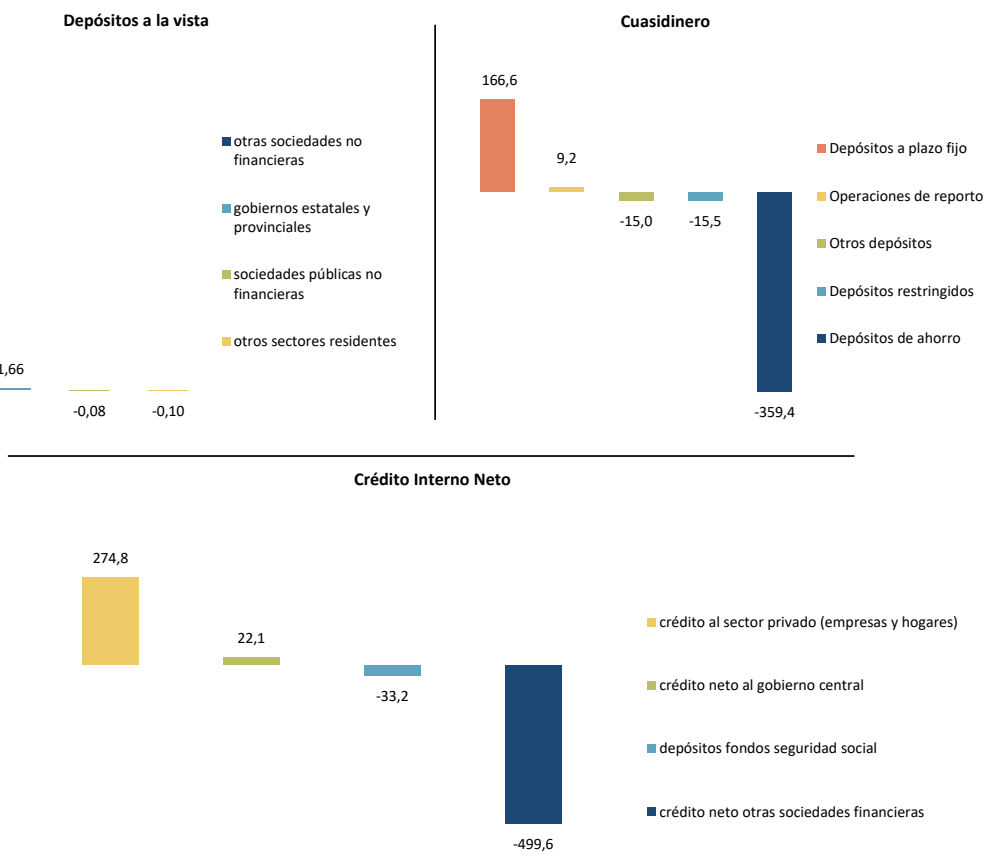 Depósitos a la vista
otras sociedades no
financieras
gobiernos estatales y
provinciales
sociedades públicas no
financieras
otros sectores residentes
1,66
-0,08
-0,10
Cuasidinero
166,6
9,2
-15,0
-15,5
-359,4
Depósitos a plazo fijo
Operaciones de reporto
Otros depósitos
Depósitos restringidos
Depósitos de ahorro
Crédito Interno Neto
274,8
22,1
-33,2
-499,6
crédito al sector privado (empresas y hogares)
crédito neto al gobierno central
depósitos fondos seguridad social
crédito neto otras sociedades financieras